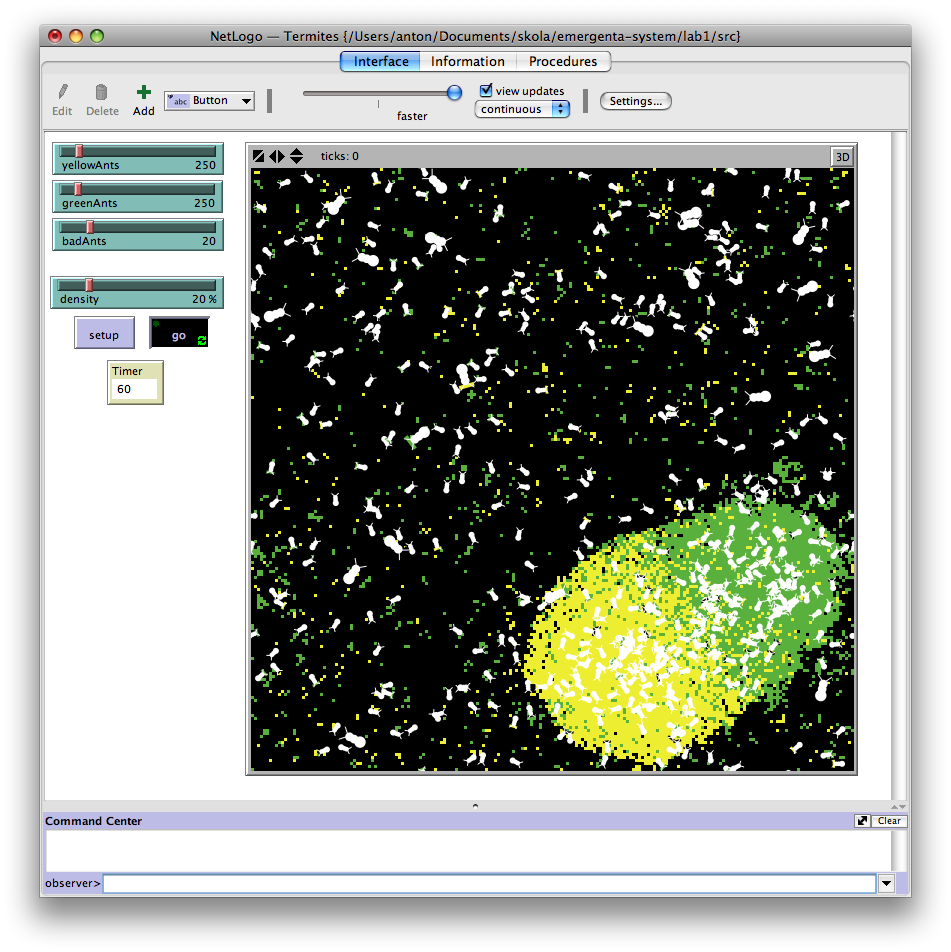 NetLogo — Termites {/Users/anton/Documents/skola/emergenta-system/lab1/src}
Interface Information Procedures
Edit Delete Add abc Button faster view updates continuous Settings...
yellowAnts 250
greenAnts 250
badAnts 20
density 20 %
setup go
Timer
60
ticks: 0 3D
Command Center Clear
observer>